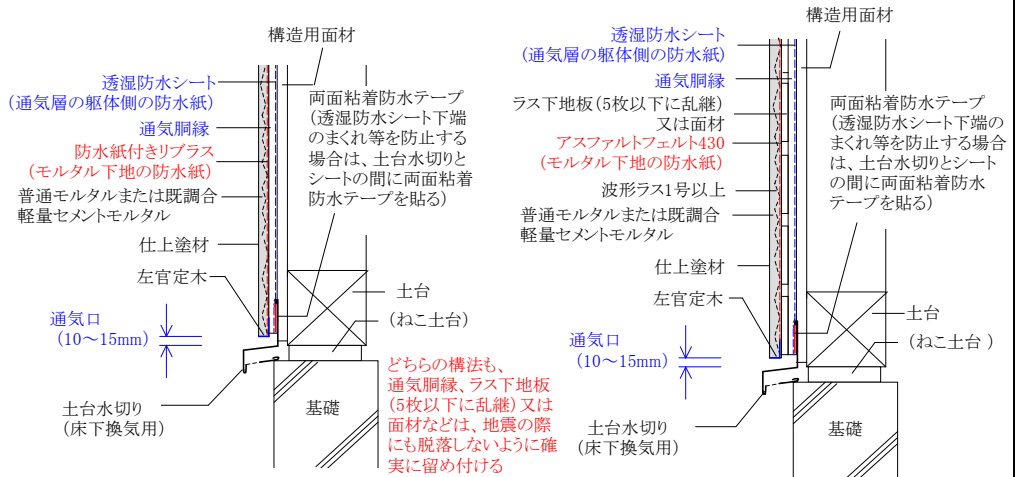 構造用面材
透湿防水シート
(通気層の躯体側の防水紙)
通気胴縁
防水紙付きリブラス
(モルタル下地の防水紙)
普通モルタルまたは既調合
軽量セメントモルタル
仕上塗材
左官定木
通気口
(10～15mm)
土台水切り
(床下換気用)
両面粘着防水テープ
(透湿防水シート下端
のまくれ等を防止する
場合は、土台水切りと
シートの間に両面粘着
防水テープを貼る)
土台
(ねこ土台)
基礎
どちらの構法も、
通気胴縁、ラス下地板
(5枚以下に乱継)又は
面材などは、地震の際
にも脱落しないように確
実に留め付ける
構造用面材
透湿防水シート
(通気層の躯体側の防水紙)
通気胴縁
ラス下地板(5枚以下に乱継)
又は面材
アスファルトフェルト430
(モルタル下地の防水紙)
波形ラス1号以上
普通モルタルまたは既調合
軽量セメントモルタル
仕上塗材
左官定木
通気口
(10～15mm)
土台水切り
(床下換気用)
両面粘着防水テープ
(透湿防水シート下端の
まくれ等を防止する場合
は、土台水切りとシート
の間に両面粘着防水
テープを貼る)
土台
(ねこ土台 )
基礎